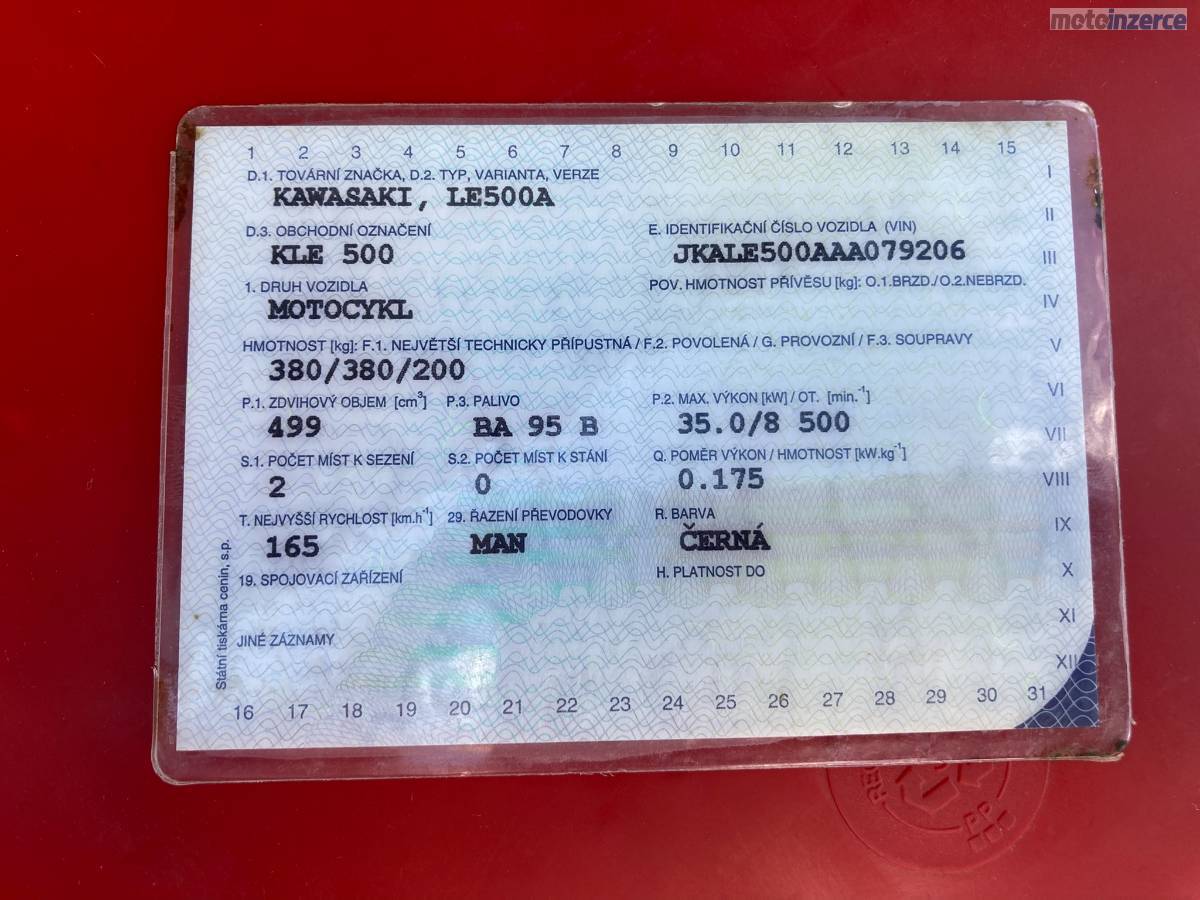 motoinzerce
1 2 3 4 5 6 7 8 9 10 11 12 13 14 15
D.1. TOVÁRNÍ ZNAČKA, D.2. TYP, VARIANTA, VERZE
I
KAWASAKI, LE500A
II
D.3. OBCHODNÍ OZNAČENÍ E. IDENTIFIKAČNÍ ČÍSLO VOZIDLA (VIN)
KLE 500 JKALE500AAA079206
III
1. DRUH VOZIDLA POV. HMOTNOST PŘÍVĚSU [kg]: O.1.BRZD./O.2.NEBRZD.
MOTOCYKL
IV
HMOTNOST [kg]: F.1. NEJVĚTŠÍ TECHNICKY PŘÍPUSTNÁ / F.2. POVOLENÁ / G. PROVOZNÍ / F.3. SOUPRAVY
V
380/380/200
VI
P.1. ZDVIHOVÝ OBJEM [cm³] P.3. PALIVO P.2. MAX. VÝKON [kW] / OT. [min.⁻¹]
499 BA 95 B 35.0/8 500
VII
S.1. POČET MÍST K SEZENÍ S.2. POČET MÍST K STÁNÍ Q. POMĚR VÝKON / HMOTNOST [kW.kg⁻¹]
2 0 0.175
VIII
T. NEJVYŠŠÍ RYCHLOST [km.h⁻¹] 29. ŘAZENÍ PŘEVODOVKY R. BARVA
IX
165 MAN ČERNÁ
19. SPOJOVACÍ ZAŘÍZENÍ H. PLATNOST DO
X
XI
JINÉ ZÁZNAMY
XII
Státní tiskárna cenin, s.p.
16 17 18 19 20 21 22 23 24 25 26 27 28 29 30 31